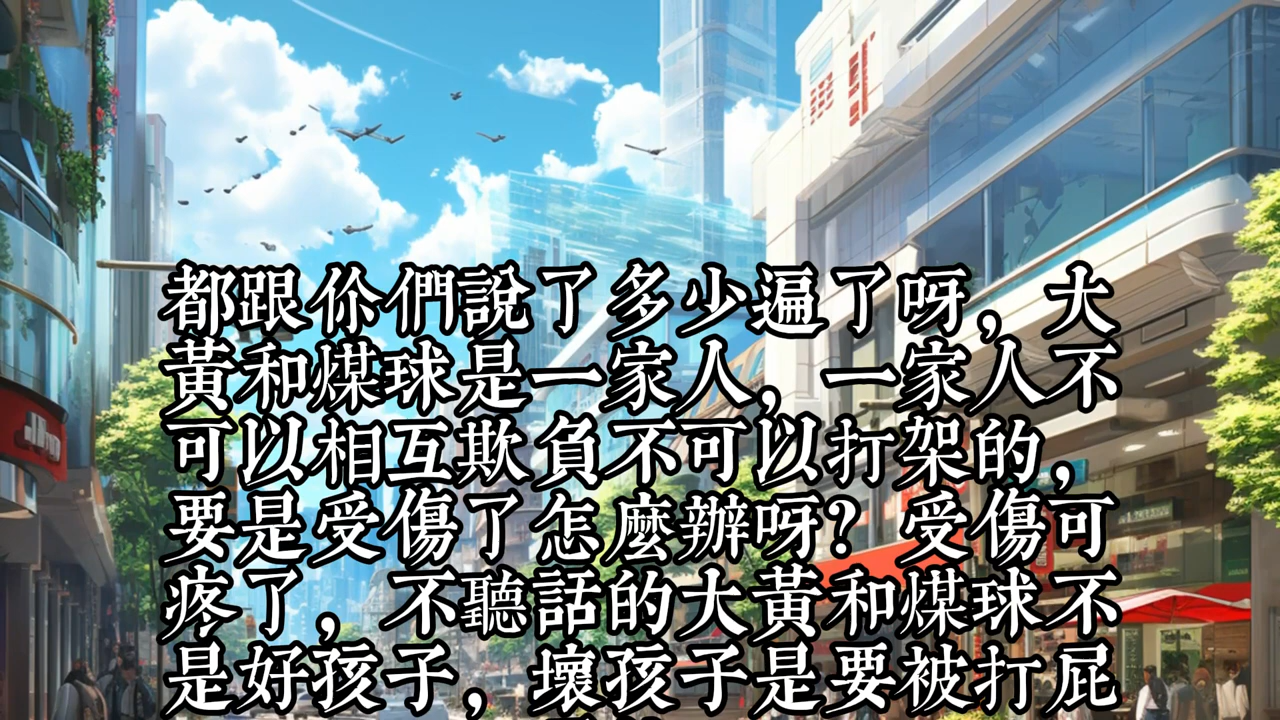 都跟伱們說了多少遍了呀，大
黃和煤球是一家人，一家人不
可以相互欺負不可以打架的，
要是受傷了怎麼辦呀？受傷可
疼了，不聽話的大黃和煤球不
是好孩子，壞孩子是要被打屁